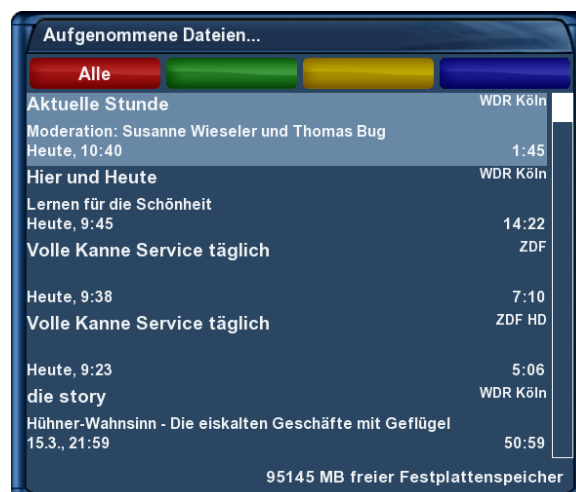 Aufgenommene Dateien...
Alle
Aktuelle Stunde WDR Köln
Moderation: Susanne Wieseler und Thomas Bug
Heute, 10:40 1:45
Hier und Heute WDR Köln
Lernen für die Schönheit
Heute, 9:45 14:22
Volle Kanne Service täglich ZDF
Heute, 9:38 7:10
Volle Kanne Service täglich ZDF HD
Heute, 9:23 5:06
die story WDR Köln
Hühner-Wahnsinn - Die eiskalten Geschäfte mit Geflügel
15.3., 21:59 50:59
95145 MB freier Festplattenspeicher